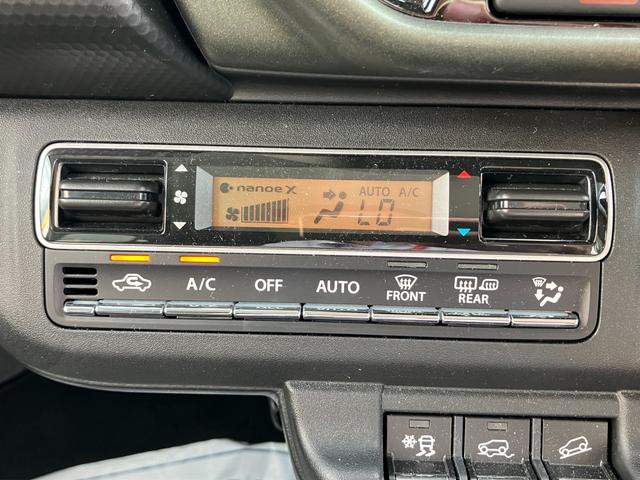 nanoe X
AUTO A/C
LO
A/C OFF AUTO FRONT REAR